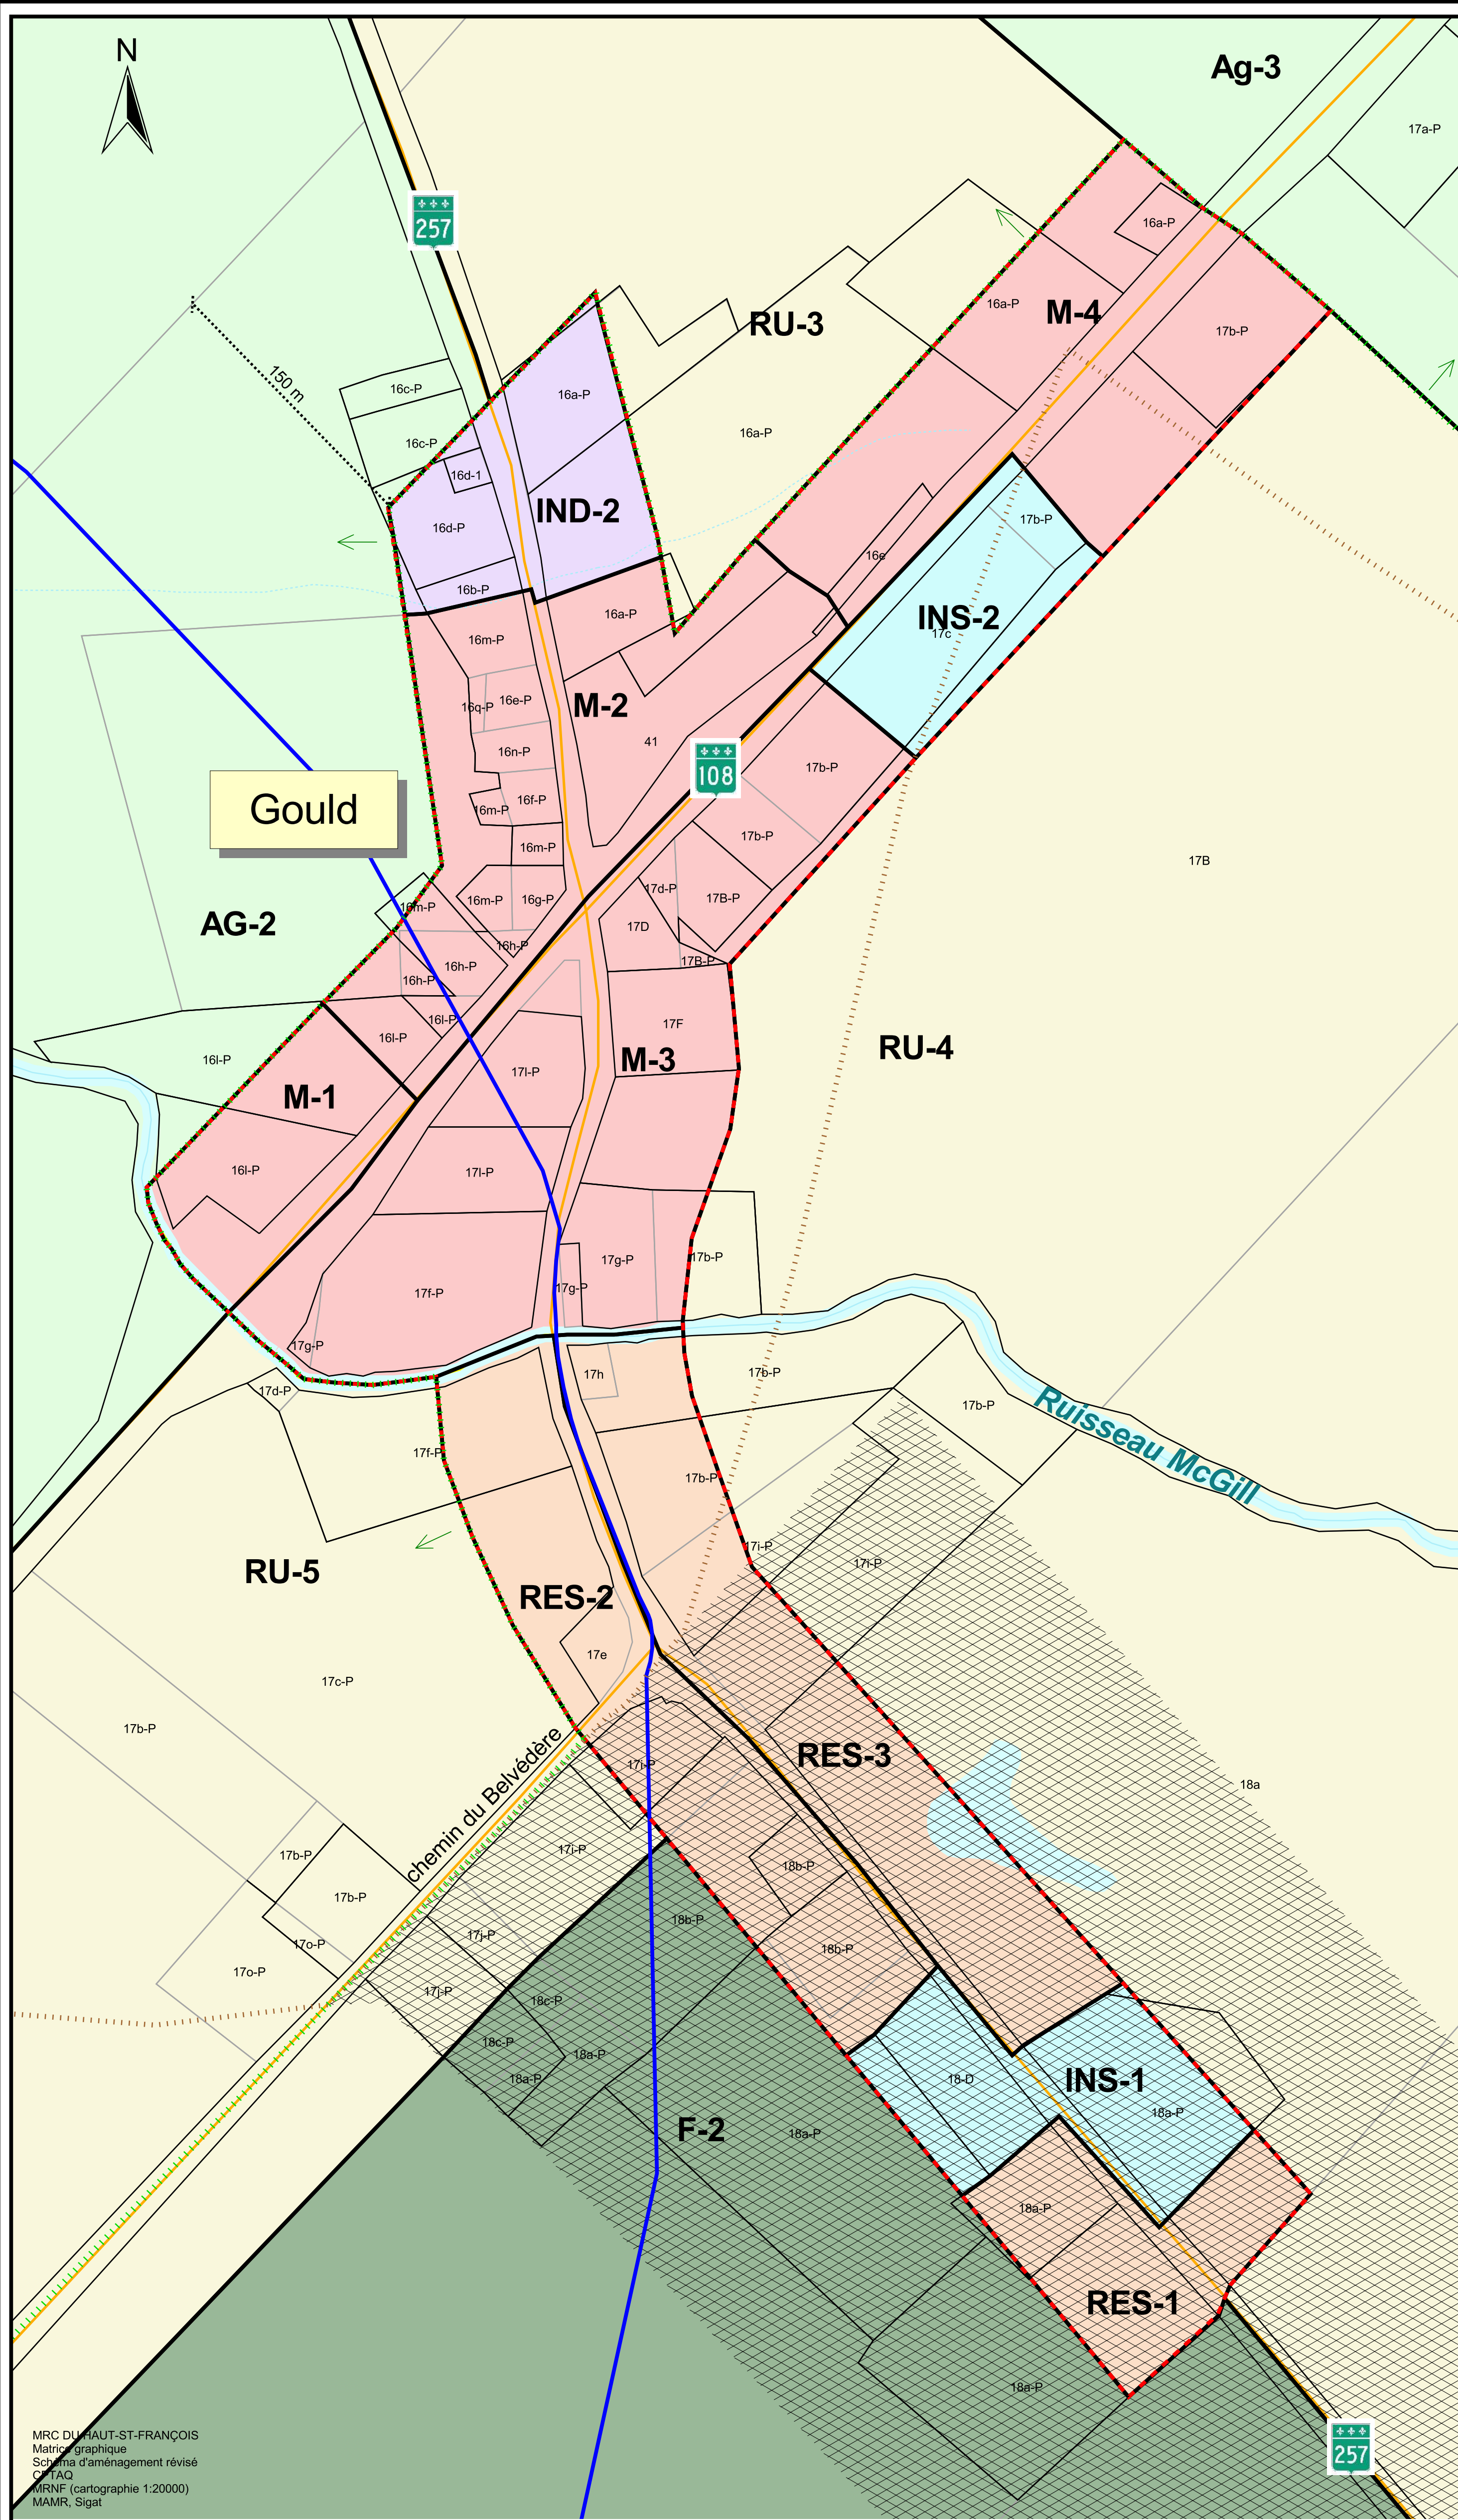 N
Ag-3
17a-P
257
16a-P
16a-P
M-4
RU-3
17b-P
150 m
16c-P
16a-P
16c-P
16a-P
16d-1
IND-2
16d-P
17b-P
16e
16b-P
16a-P
INS-2
17c
16m-P
16q-P
16e-P
M-2
41
16n-P
108
17b-P
Gould
16f-P
16m-P
17b-P
16m-P
17B
17d-P
16m-P
16g-P
17B-P
16m-P
AG-2
17D
16h-P
17B-P
16h-P
16h-P
16l-P
17F
16l-P
RU-4
16l-P
M-3
17l-P
M-1
16l-P
17l-P
17g-P
17b-P
17g-P
17f-P
17g-P
17h
17b-P
17d-P
17b-P
Ruisseau McGill
17f-P
17b-P
17i-P
17i-P
RU-5
RES-2
17e
17c-P
17b-P
RES-3
17i-P
chemin du Belvédère
18a
17j-P
17b-P
18b-P
17b-P
18b-P
17j-P
17o-P
18b-P
17o-P
17j-P
18c-P
18c-P
18a-P
18a-P
18-D
INS-1
18a-P
F-2
18a-P
18a-P
RES-1
18a-P
257
MRC DU HAUT-ST-FRANÇOIS
Matrice graphique
Schéma d'aménagement révisé
CPTAQ
MRNF (cartographie 1:20000)
MAMR, Sigat